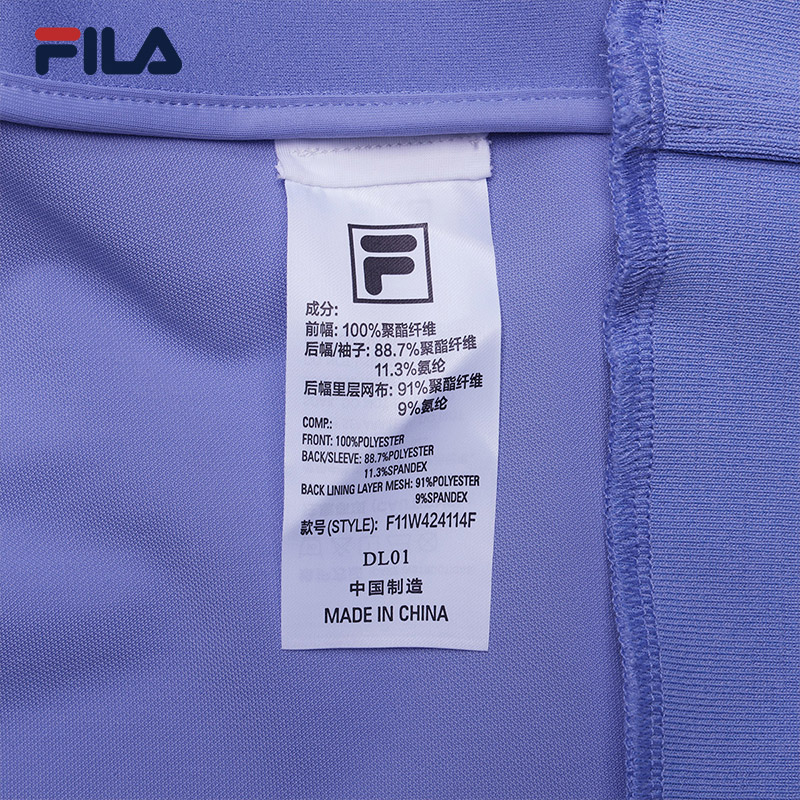 FILA
F
成分:
前幅: 100%聚酯纤维
后幅/袖子: 88.7%聚酯纤维
11.3%氨纶
后幅里层网布: 91%聚酯纤维
9%氨纶
COMP.:
FRONT: 100%POLYESTER
BACK/SLEEVE: 88.7%POLYESTER
11.3%SPANDEX
BACK LINING LAYER MESH: 91%POLYESTER
9%SPANDEX
款号(STYLE): F11W424114F
DL01
中国制造
MADE IN CHINA